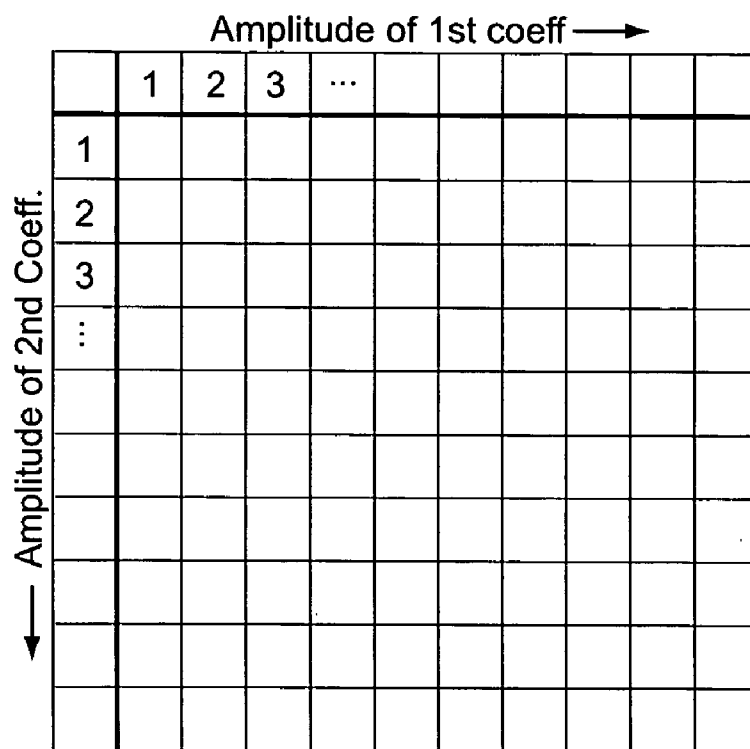 Amplitude of 1st coeff
1 2 3 ...
1
2
3
...
Amplitude of 2nd Coeff.